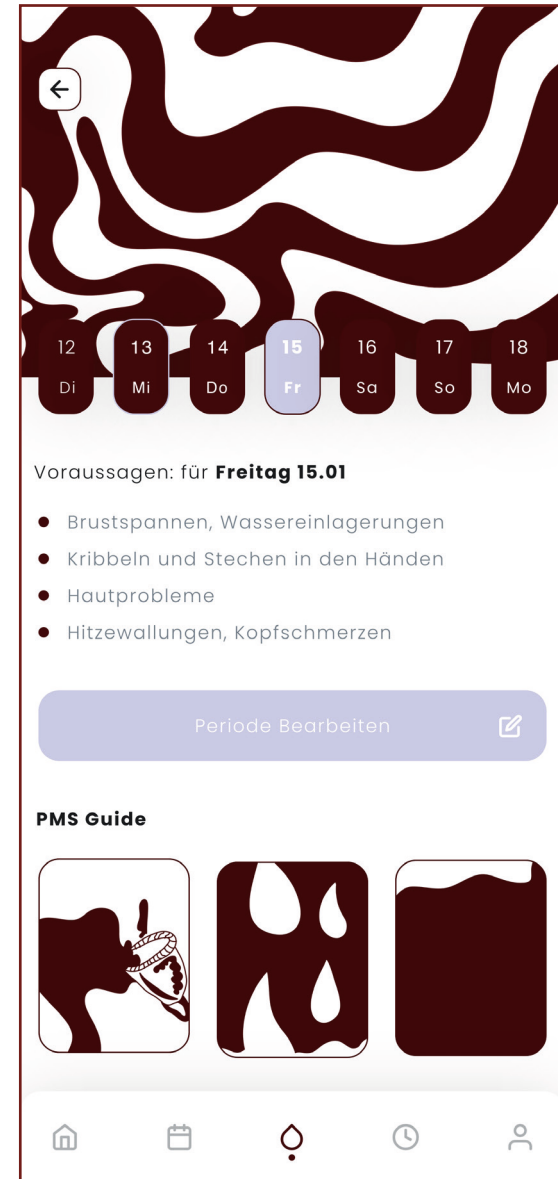 12 13 14 15 16 17 18
Di Mi Do Fr Sa So Mo
Voraussagen: für Freitag 15.01
Brustspannen, Wassereinlagerungen
Kribbeln und Stechen in den Händen
Hautprobleme
Hitzewallungen, Kopfschmerzen
Periode Bearbeiten
PMS Guide